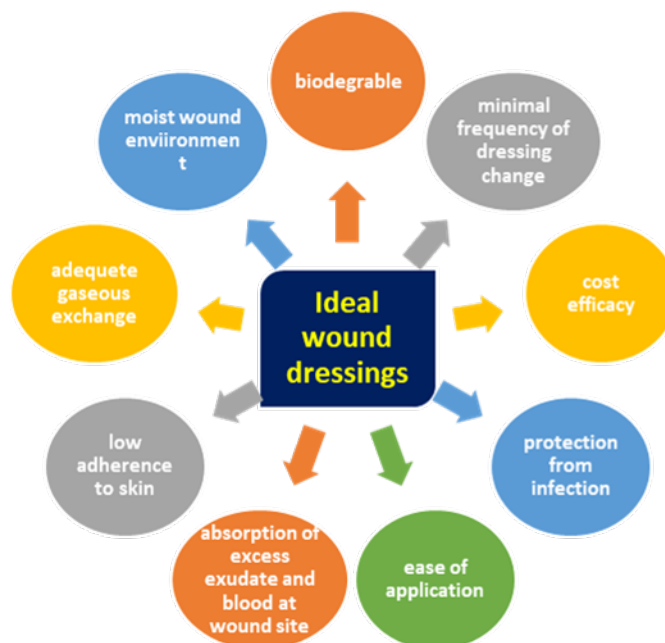 biodegrable
minimal
frequency of
dressing
change
cost
efficacy
protection
from
infection
ease of
application
absorption of
excess
exudate and
blood at
wound site
low
adherence
to skin
adequete
gaseous
exchange
moist wound
enviironmen
t
Ideal
wound
dressings